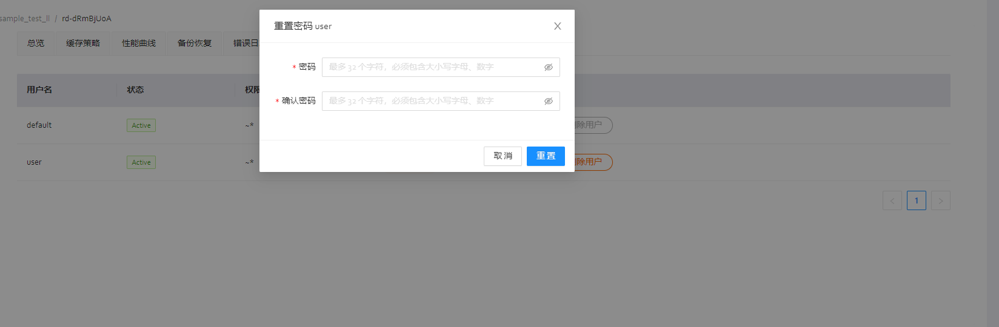 sample_test_ll / rd-dRmBjUoA
总览 缓存策略 性能曲线 备份恢复 错误日
用户名 状态 权限
default Active ~* 删除用户
user Active ~* 删除用户
1
重置密码 user
* 密码 最多 32 个字符，必须包含大小写字母、数字
* 确认密码 最多 32 个字符，必须包含大小写字母、数字
取消 重置